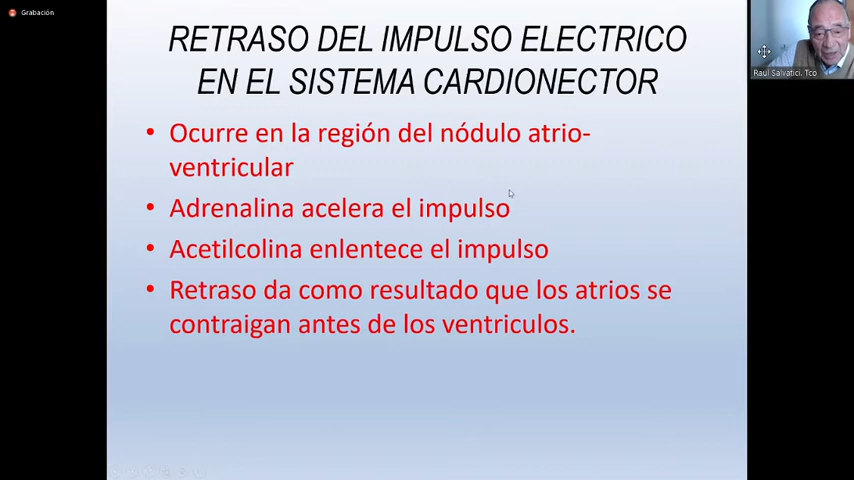 Grabación
RETRASO DEL IMPULSO ELECTRICO
EN EL SISTEMA CARDIONECTOR
• Ocurre en la región del nódulo atrio-
ventricular
• Adrenalina acelera el impulso
• Acetilcolina enlentece el impulso
• Retraso da como resultado que los atrios se
contraigan antes de los ventriculos.
Raul Salvatici. Tco